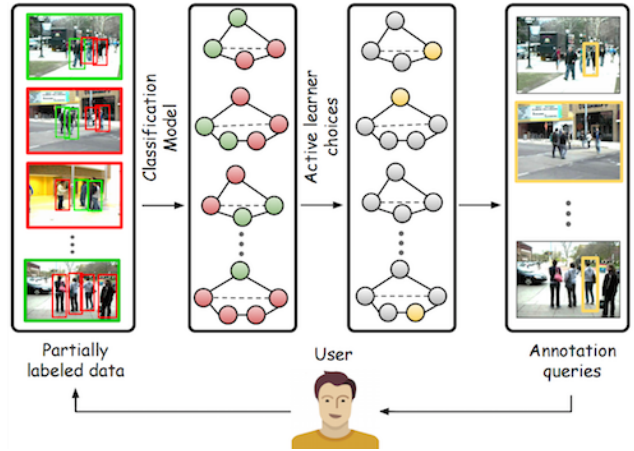 Classification
Model
Active learner
choices
Partially
labeled data
User
Annotation
queries